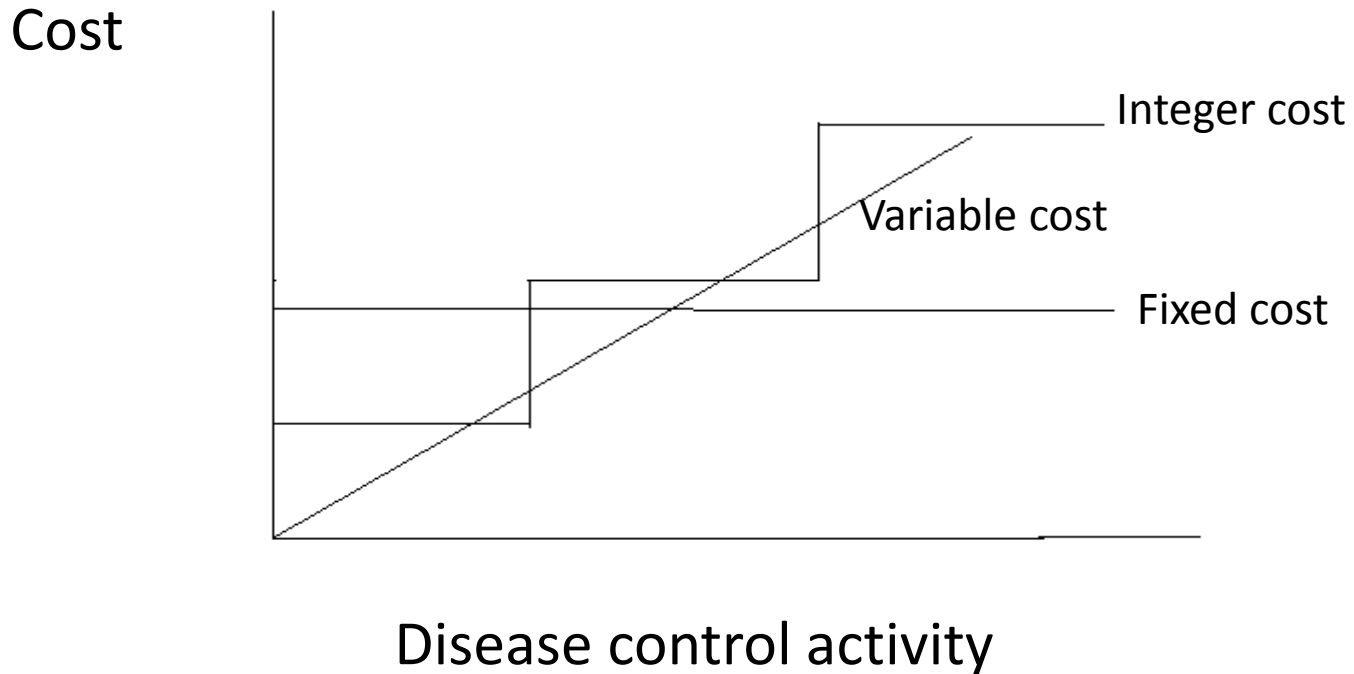 Cost
Integer cost
Variable cost
Fixed cost
Disease control activity